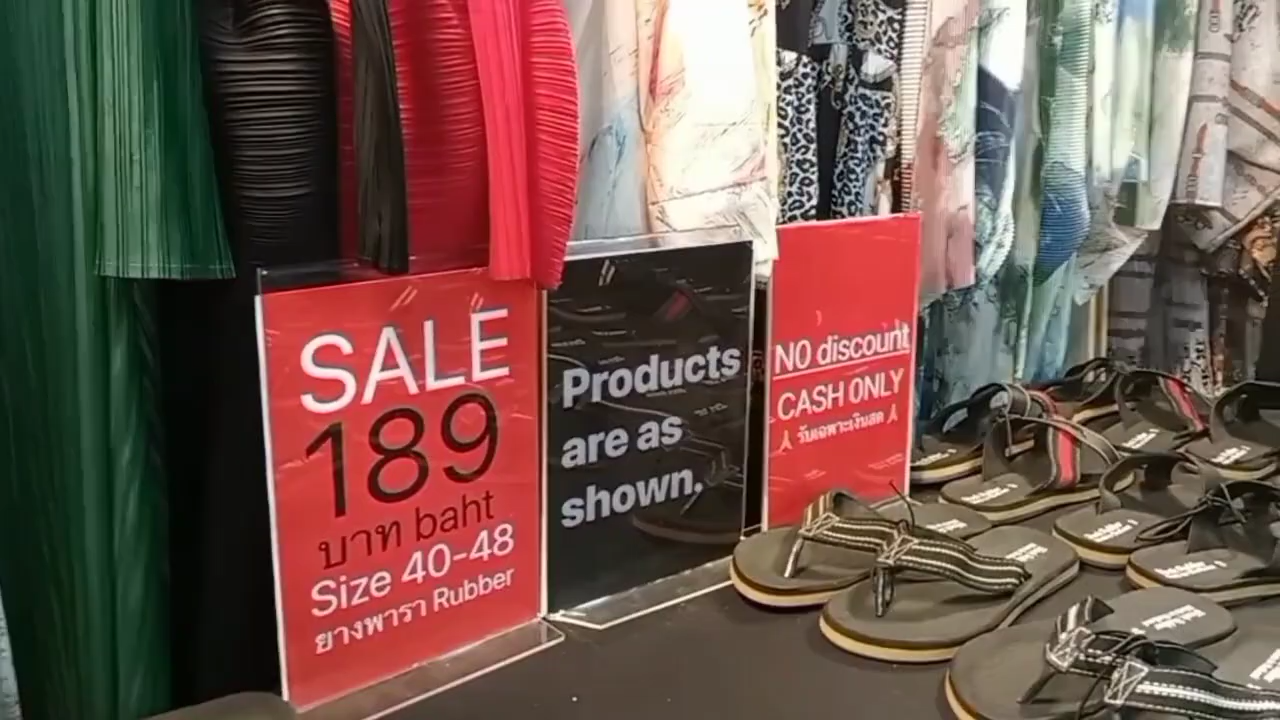 SALE
189
บาท baht
Size 40-48
ยางพารา Rubber
Products
are as
shown.
NO discount
CASH ONLY
🙏 รับเฉพาะเงินสด 🙏